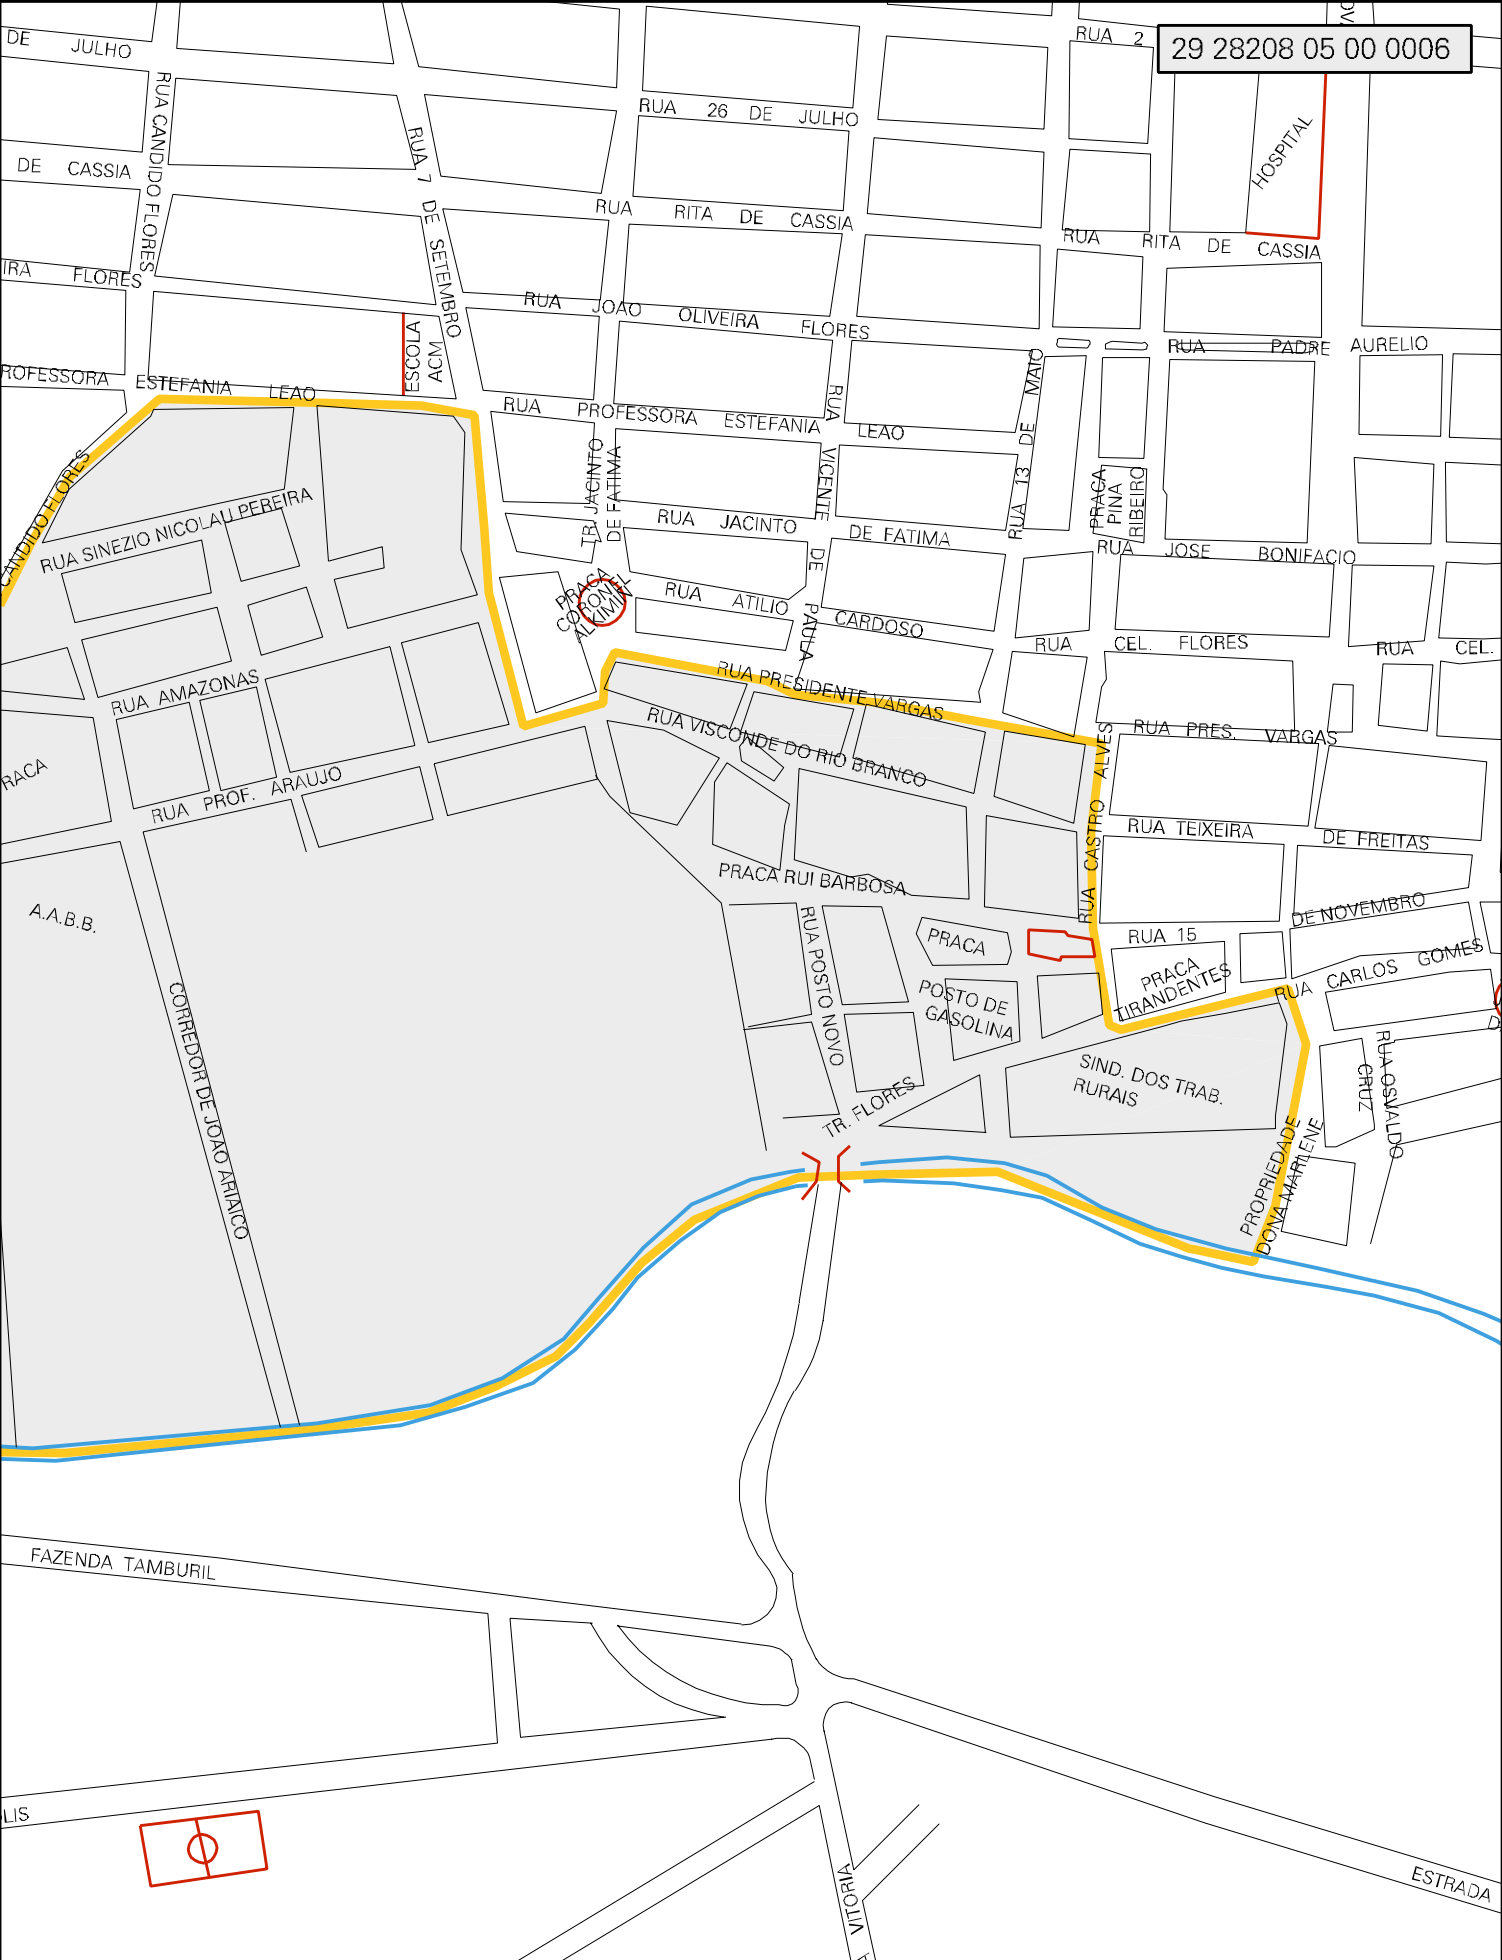 29 28208 05 00 0006
DE JULHO
RUA 2
RUA 26 DE JULHO
HOSPITAL
RUA CANDIDO FLORES
RUA 7 DE SETEMBRO
DE CASSIA
RUA RITA DE CASSIA
RUA RITA DE CASSIA
FLORES
RUA JOAO OLIVEIRA FLORES
RUA PADRE AURELIO
ESCOLA
ACM
ESTEFANIA LEAO
RUA PROFESSORA ESTEFANIA LEAO
RUA VICENTE DE PAULA
RUA 13 DE MAIO
TR. JACINTO
DE FATIMA
PRACA
PINA
RIBEIRO
CANDIDO FLORES
RUA SINEZIO NICOLAU PEREIRA
RUA JACINTO DE FATIMA
RUA JOSE BONIFACIO
PRACA
CORONEL
ALKIMIN
RUA ATILIO CARDOSO
RUA CEL. FLORES
RUA CEL.
RUA AMAZONAS
RUA PRESIDENTE VARGAS
RUA VISCONDE DO RIO BRANCO
RUA PRES. VARGAS
RACA
RUA PROF. ARAUJO
RUA CASTRO ALVES
RUA TEIXEIRA DE FREITAS
PRACA RUI BARBOSA
A.A.B.B.
RUA POSTO NOVO
PRACA
RUA 15 DE NOVEMBRO
PRACA
TIRANDENTES
RUA CARLOS GOMES
POSTO DE
GASOLINA
CORREDOR DE JOAO ARIAICO
TR. FLORES
SIND. DOS TRAB.
RURAIS
RUA OSVALDO
CRUZ
PROPRIEDADE
DONA MARLENE
FAZENDA TAMBURIL
LIS
VITORIA
ESTRADA